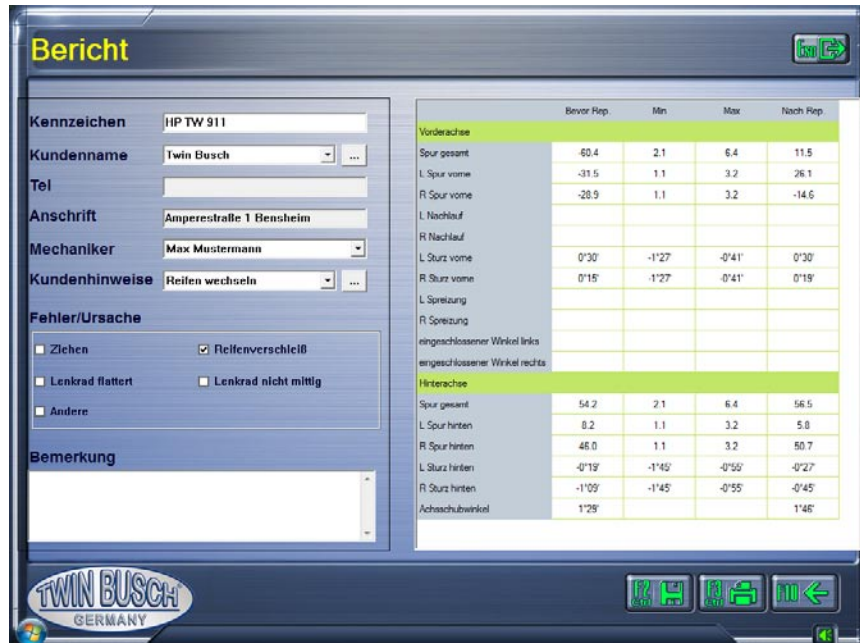 Bericht
End
Kennzeichen HP TW 911
Kundenname Twin Busch ...
Tel
Anschrift Amperestraße 1 Bensheim
Mechaniker Max Mustermann
Kundenhinweise Reifen wechseln ...
Fehler/Ursache
Ziehen Reifenverschleiß
Lenkrad flattert Lenkrad nicht mittig
Andere
Bemerkung
Bevor Rep. Min Max Nach Rep.
Vorderachse
Spur gesamt -60.4 2.1 6.4 11.5
L Spur vorne -31.5 1.1 3.2 26.1
R Spur vorne -28.9 1.1 3.2 -14.6
L Nachlauf
R Nachlauf
L Sturz vorne 0°30' -1°27' -0°41' 0°30'
R Sturz vorne 0°15' -1°27' -0°41' 0°19'
L Spreizung
R Spreizung
eingeschlossener Winkel links
eingeschlossener Winkel rechts
Hinterachse
Spur gesamt 54.2 2.1 6.4 56.5
L Spur hinten 8.2 1.1 3.2 5.8
R Spur hinten 46.0 1.1 3.2 50.7
L Sturz hinten -0°19' -1°45' -0°55' -0°27'
R Sturz hinten -1°09' -1°45' -0°55' -0°45'
Achsschubwinkel 1°29' 1°46'
TWIN BUSCH
GERMANY
F2
F3
F10